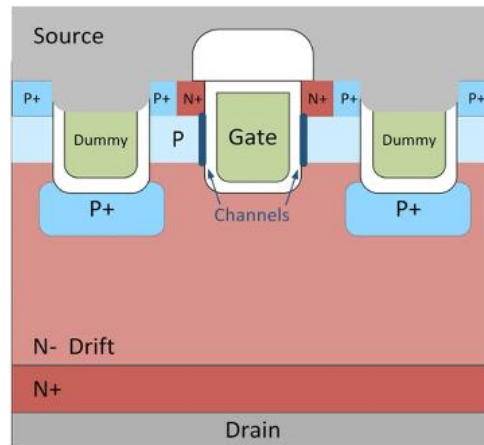 Source
P+
P+
N+
N+
P+
P+
Dummy
P
Gate
Dummy
P+
Channels
P+
N- Drift
N+
Drain